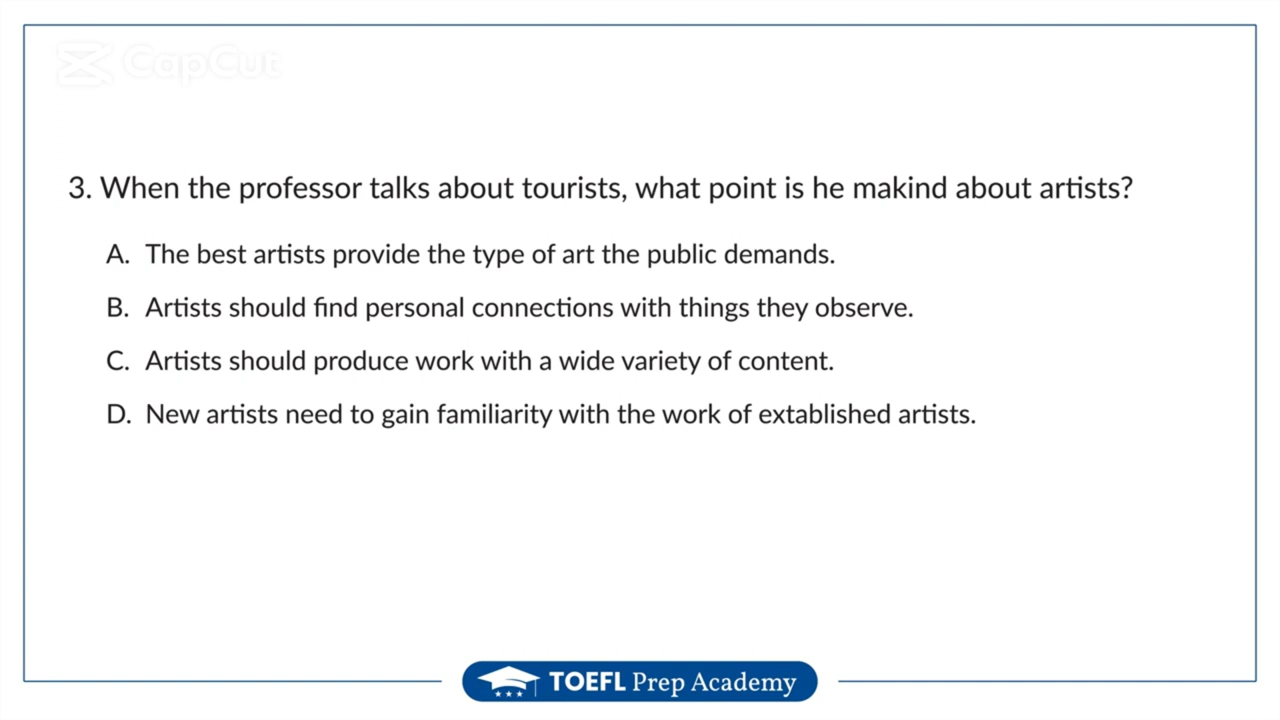 CapCut
3. When the professor talks about tourists, what point is he makind about artists?
A. The best artists provide the type of art the public demands.
B. Artists should find personal connections with things they observe.
C. Artists should produce work with a wide variety of content.
D. New artists need to gain familiarity with the work of extablished artists.
TOEFL Prep Academy